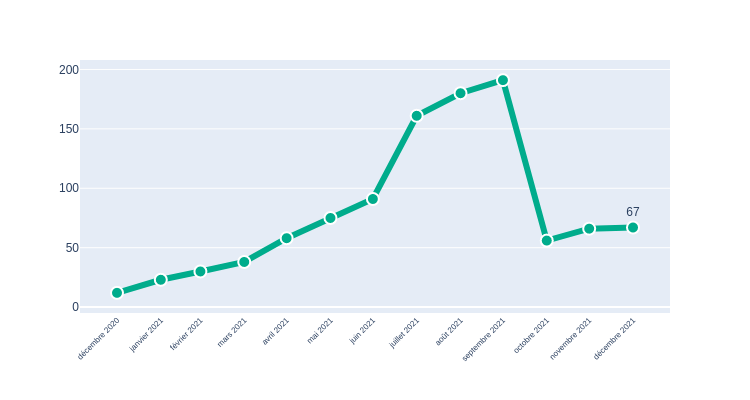 200
150
100
50
0
67
décembre 2020
janvier 2021
février 2021
mars 2021
avril 2021
mai 2021
juin 2021
juillet 2021
août 2021
septembre 2021
octobre 2021
novembre 2021
décembre 2021